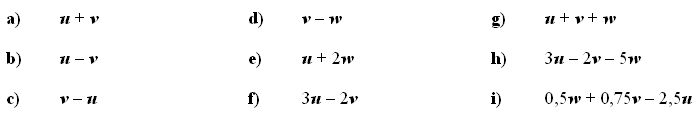 a) u + v d) v – w g) u + v + w
b) u – v e) u + 2w h) 3u – 2v – 5w
c) v – u f) 3u – 2v i) 0,5w + 0,75v – 2,5u